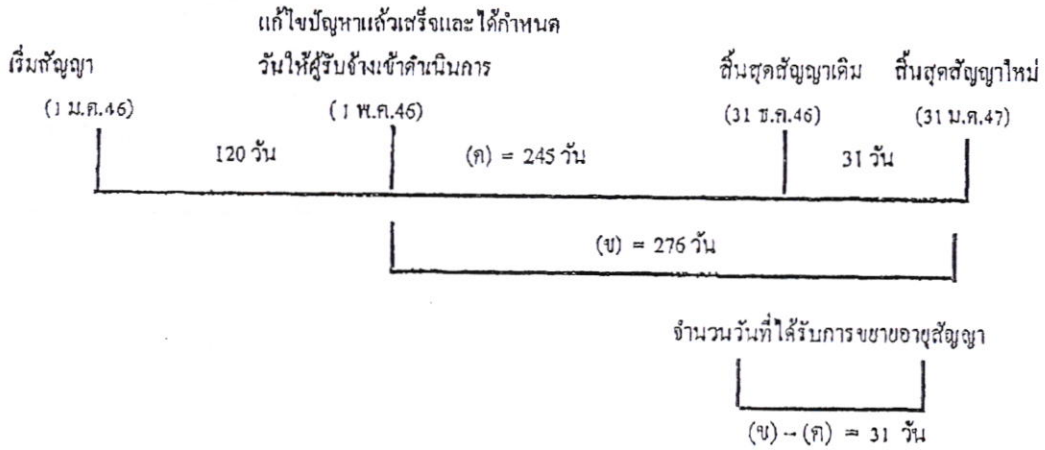 แก้ไขปัญหาแล้วเสร็จและได้กำหนด
เริ่มสัญญา วันให้ผู้รับจ้างเข้าดำเนินการ สิ้นสุดสัญญาเดิม สิ้นสุดสัญญาใหม่
(1 ม.ค.46) (1 พ.ค.46) (31 ธ.ค.46) (31 ม.ค.47)
120 วัน (ค) = 245 วัน 31 วัน
(ข) = 276 วัน
จำนวนวันที่ได้รับการขยายอายุสัญญา
(ข) - (ค) = 31 วัน